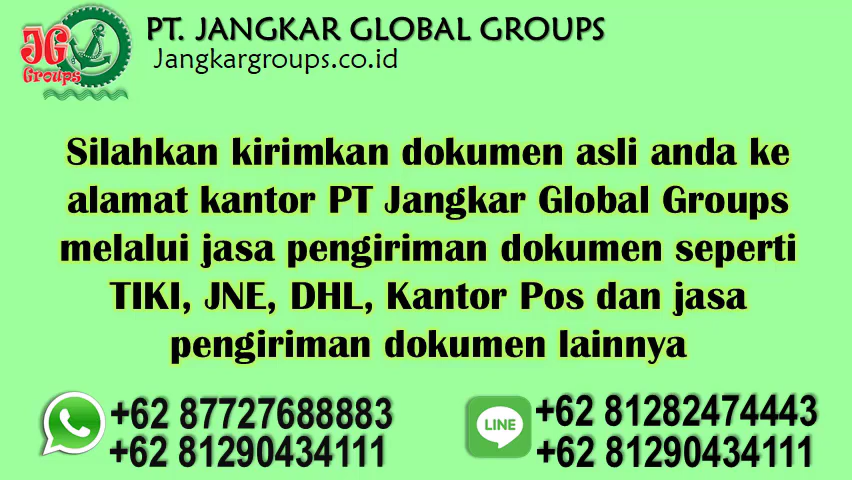 JG
Groups
PT. JANGKAR GLOBAL GROUPS
Jangkargroups.co.id
Silahkan kirimkan dokumen asli anda ke
alamat kantor PT Jangkar Global Groups
melalui jasa pengiriman dokumen seperti
TIKI, JNE, DHL, Kantor Pos dan jasa
pengiriman dokumen lainnya
+62 87727688883
+62 81290434111
LINE
+62 81282474443
+62 81290434111